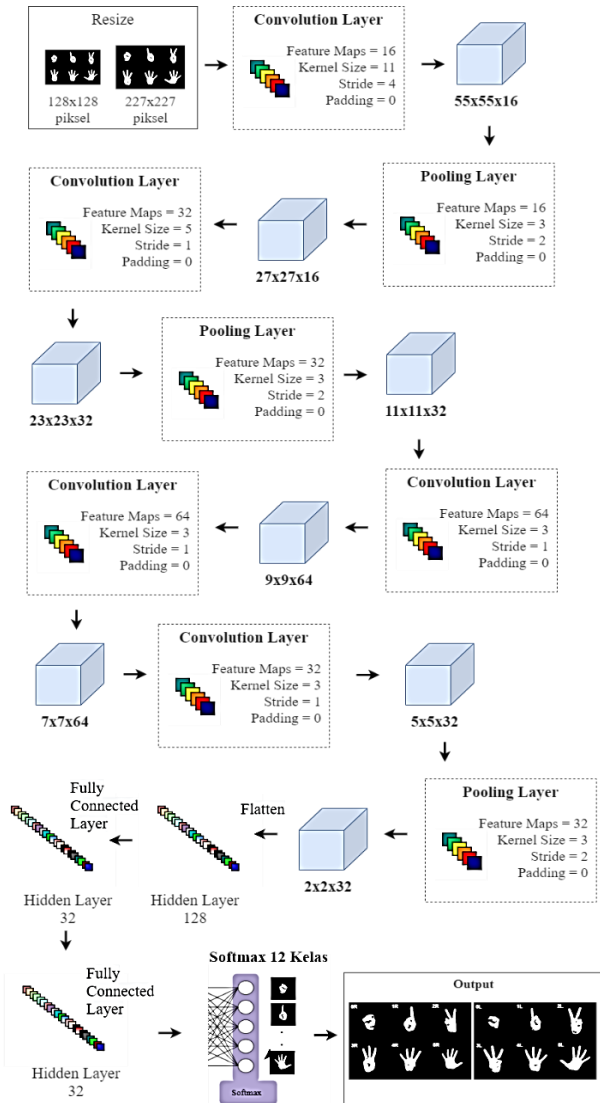 Resize
128x128
piksel
227x227
piksel
Convolution Layer
Feature Maps = 16
Kernel Size = 11
Stride = 4
Padding = 0
55x55x16
Convolution Layer
Feature Maps = 32
Kernel Size = 5
Stride = 1
Padding = 0
27x27x16
Pooling Layer
Feature Maps = 16
Kernel Size = 3
Stride = 2
Padding = 0
23x23x32
Pooling Layer
Feature Maps = 32
Kernel Size = 3
Stride = 2
Padding = 0
11x11x32
Convolution Layer
Feature Maps = 64
Kernel Size = 3
Stride = 1
Padding = 0
9x9x64
Convolution Layer
Feature Maps = 64
Kernel Size = 3
Stride = 1
Padding = 0
7x7x64
Convolution Layer
Feature Maps = 32
Kernel Size = 3
Stride = 1
Padding = 0
5x5x32
Fully
Connected
Layer
Hidden Layer
32
Flatten
Hidden Layer
128
2x2x32
Pooling Layer
Feature Maps = 32
Kernel Size = 3
Stride = 2
Padding = 0
Fully
Connected
Layer
Hidden Layer
32
Softmax 12 Kelas
Softmax
Output